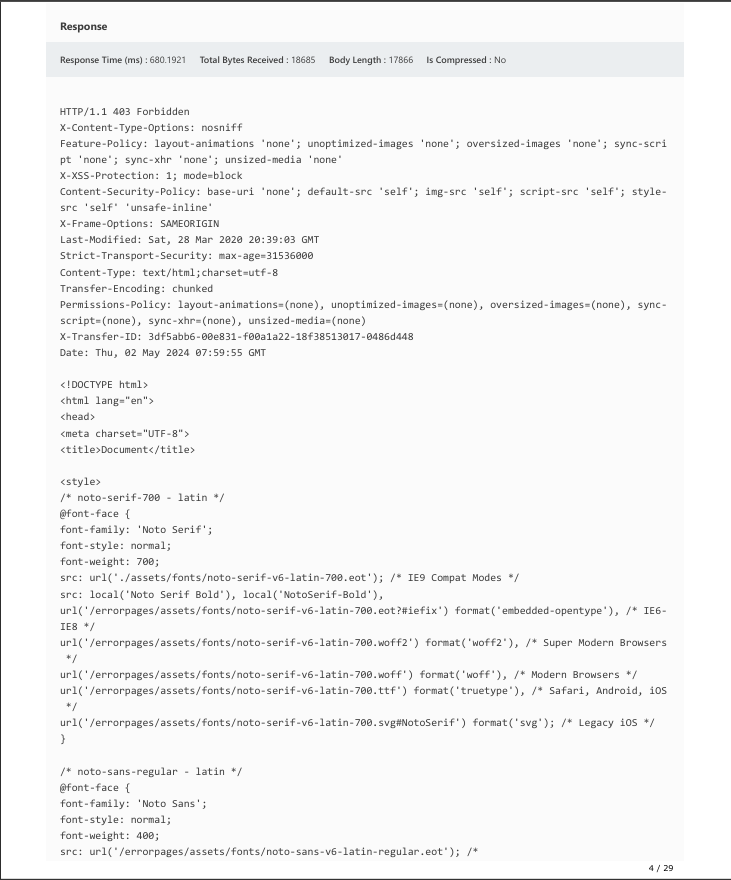 Response
Response Time (ms) : 680.1921 Total Bytes Received : 18685 Body Length : 17866 Is Compressed : No
HTTP/1.1 403 Forbidden
X-Content-Type-Options: nosniff
Feature-Policy: layout-animations 'none'; unoptimized-images 'none'; oversized-images 'none'; sync-scri
pt 'none'; sync-xhr 'none'; unsized-media 'none'
X-XSS-Protection: 1; mode=block
Content-Security-Policy: base-uri 'none'; default-src 'self'; img-src 'self'; script-src 'self'; style-
src 'self' 'unsafe-inline'
X-Frame-Options: SAMEORIGIN
Last-Modified: Sat, 28 Mar 2020 20:39:03 GMT
Strict-Transport-Security: max-age=31536000
Content-Type: text/html;charset=utf-8
Transfer-Encoding: chunked
Permissions-Policy: layout-animations=(none), unoptimized-images=(none), oversized-images=(none), sync-
script=(none), sync-xhr=(none), unsized-media=(none)
X-Transfer-ID: 3df5abb6-00e831-f00a1a22-18f38513017-0486d448
Date: Thu, 02 May 2024 07:59:55 GMT
<!DOCTYPE html>
<html lang="en">
<head>
<meta charset="UTF-8">
<title>Document</title>
<style>
/* noto-serif-700 - latin */
@font-face {
font-family: 'Noto Serif';
font-style: normal;
font-weight: 700;
src: url('./assets/fonts/noto-serif-v6-latin-700.eot'); /* IE9 Compat Modes */
src: local('Noto Serif Bold'), local('NotoSerif-Bold'),
url('/errorpages/assets/fonts/noto-serif-v6-latin-700.eot?#iefix') format('embedded-opentype'), /* IE6-
IE8 */
url('/errorpages/assets/fonts/noto-serif-v6-latin-700.woff2') format('woff2'), /* Super Modern Browsers
*/
url('/errorpages/assets/fonts/noto-serif-v6-latin-700.woff') format('woff'), /* Modern Browsers */
url('/errorpages/assets/fonts/noto-serif-v6-latin-700.ttf') format('truetype'), /* Safari, Android, iOS
*/
url('/errorpages/assets/fonts/noto-serif-v6-latin-700.svg#NotoSerif') format('svg'); /* Legacy iOS */
}
/* noto-sans-regular - latin */
@font-face {
font-family: 'Noto Sans';
font-style: normal;
font-weight: 400;
src: url('/errorpages/assets/fonts/noto-sans-v6-latin-regular.eot'); /*
4 / 29